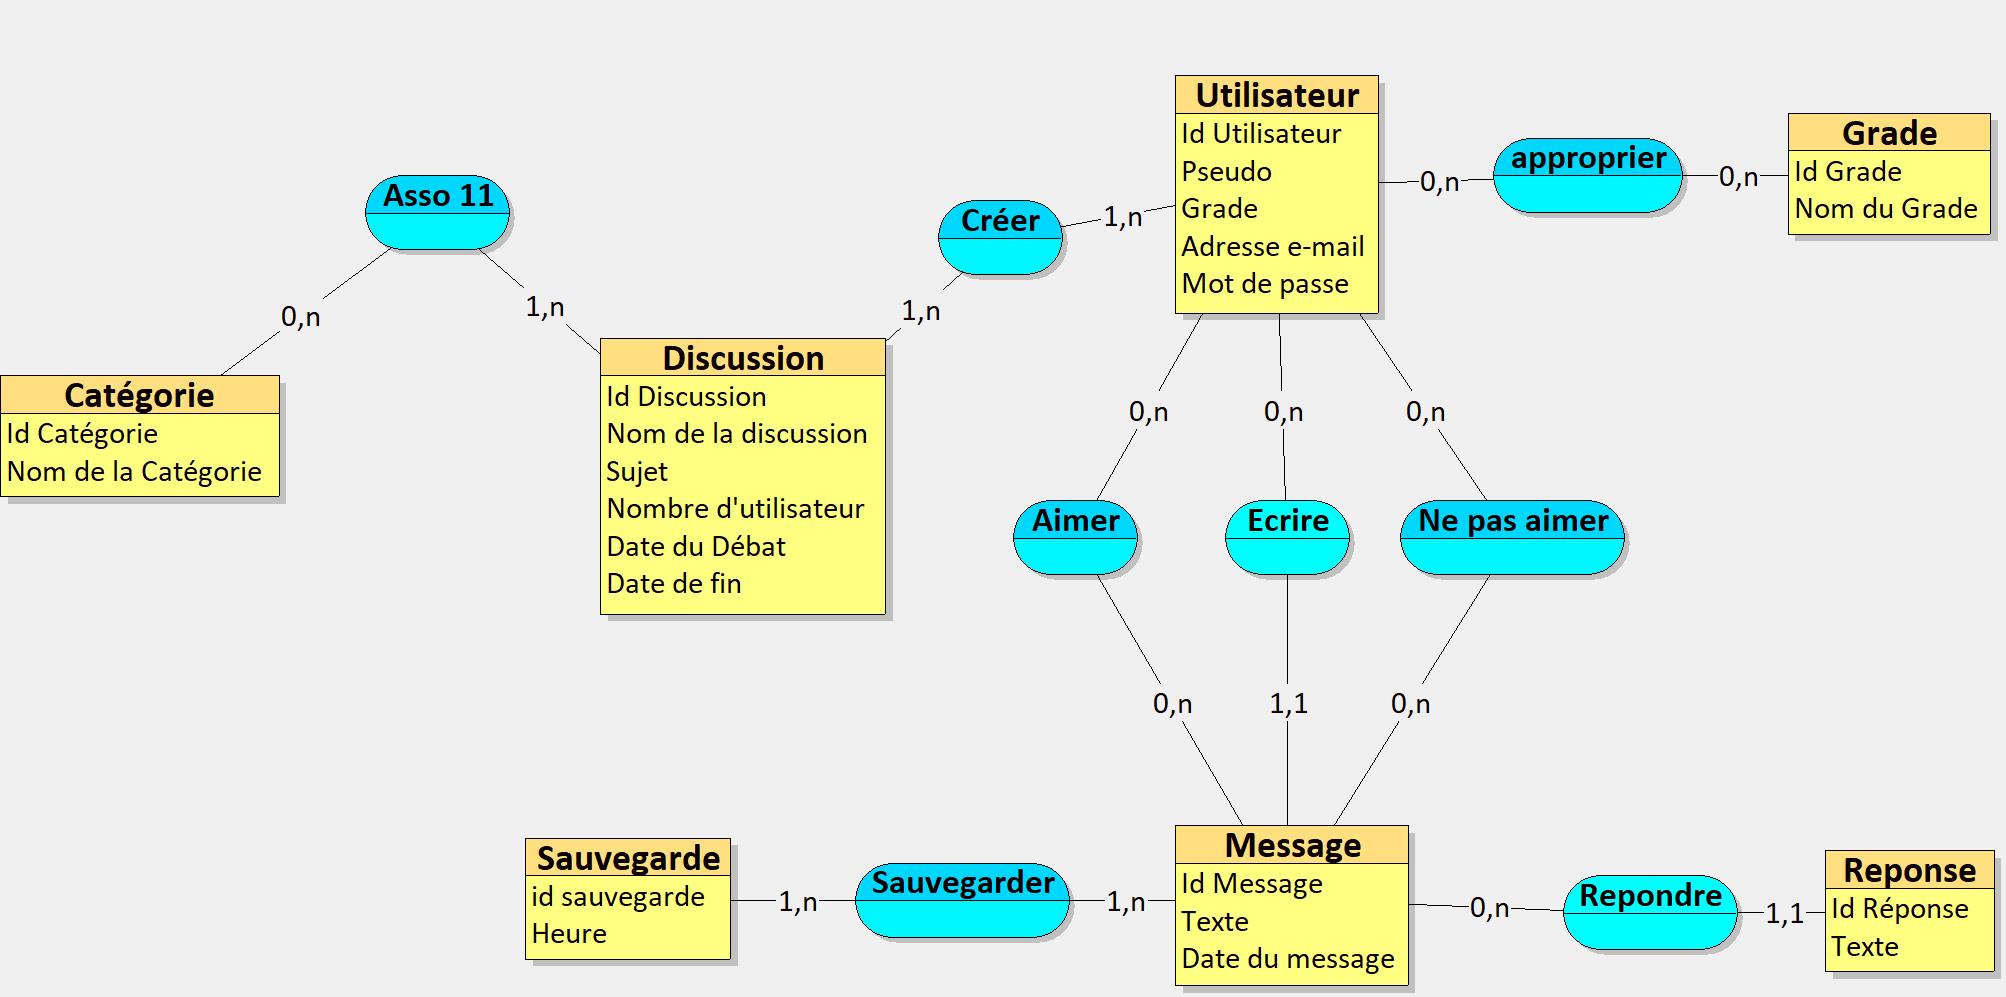 Utilisateur
Id Utilisateur
Pseudo
Grade
Adresse e-mail
Mot de passe
0,n
approprier
0,n
Grade
Id Grade
Nom du Grade
Asso 11
0,n
1,n
Créer
1,n
1,n
Catégorie
Id Catégorie
Nom de la Catégorie
Discussion
Id Discussion
Nom de la discussion
Sujet
Nombre d'utilisateur
Date du Débat
Date de fin
0,n
0,n
0,n
Aimer
Ecrire
Ne pas aimer
0,n
1,1
0,n
Sauvegarde
id sauvegarde
Heure
1,n
Sauvegarder
1,n
Message
Id Message
Texte
Date du message
0,n
Repondre
1,1
Reponse
Id Réponse
Texte